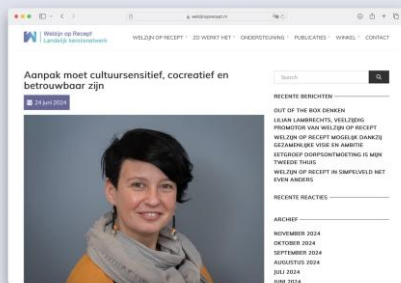 welzijnoprecept.nl
Welzijn op Recept
Landelijk kennisnetwerk
WELZIJN OP RECEPT
ZO WERKT HET
ONDERSTEUNING
PUBLICATIES
WINKEL
CONTACT
Aanpak moet cultuursensitief, cocreatief en
betrouwbaar zijn
24 juni 2024
Search
RECENTE BERICHTEN
OUT OF THE BOX DENKEN
LILIAN LAMBRECHTS, VEELZIJDIG
PROMOTOR VAN WELZIJN OP RECEPT
WELZIJN OP RECEPT MOGELIJK DANKZIJ
GEZAMENLIJKE VISIE EN AMBITIE
EETGROEP DORPSONTMOETING IS MIJN
TWEEDE THUIS
WELZIJN OP RECEPT IN SIMPELVELD NET
EVEN ANDERS
RECENTE REACTIES
ARCHIEF
NOVEMBER 2024
OKTOBER 2024
SEPTEMBER 2024
AUGUSTUS 2024
JULI 2024
JUNI 2024